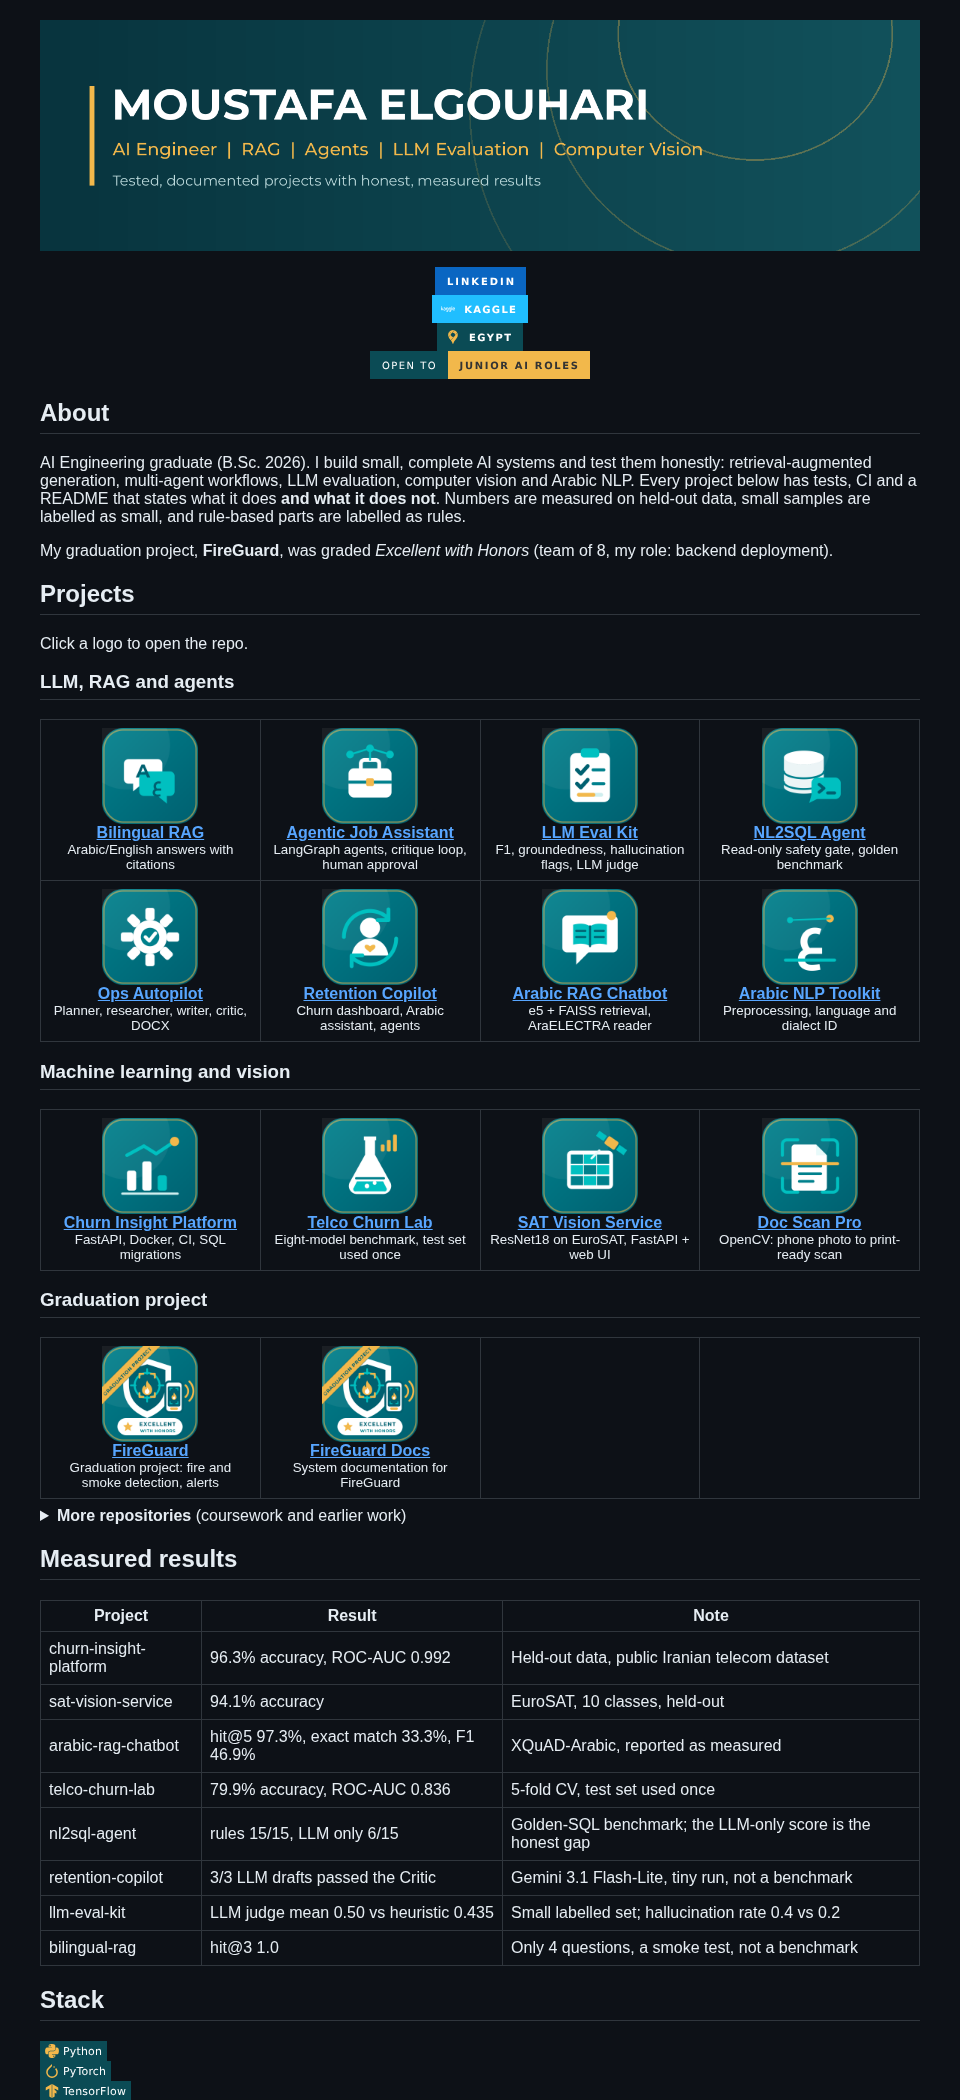 MOUSTAFA ELGOUHARI
AI Engineer | RAG | Agents | LLM Evaluation | Computer Vision
Tested, documented projects with honest, measured results
LINKEDIN
kaggle KAGGLE
EGYPT
OPEN TO JUNIOR AI ROLES
About
AI Engineering graduate (B.Sc. 2026). I build small, complete AI systems and test them honestly: retrieval-augmented
generation, multi-agent workflows, LLM evaluation, computer vision and Arabic NLP. Every project below has tests, CI and a
README that states what it does and what it does not. Numbers are measured on held-out data, small samples are
labelled as small, and rule-based parts are labelled as rules.
My graduation project, FireGuard, was graded Excellent with Honors (team of 8, my role: backend deployment).
Projects
Click a logo to open the repo.
LLM, RAG and agents
A ع
Bilingual RAG
Arabic/English answers with
citations
Agentic Job Assistant
LangGraph agents, critique loop,
human approval
LLM Eval Kit
F1, groundedness, hallucination
flags, LLM judge
NL2SQL Agent
Read-only safety gate, golden
benchmark
Ops Autopilot
Planner, researcher, writer, critic,
DOCX
Retention Copilot
Churn dashboard, Arabic
assistant, agents
Arabic RAG Chatbot
e5 + FAISS retrieval,
AraELECTRA reader
ع
Arabic NLP Toolkit
Preprocessing, language and
dialect ID
Machine learning and vision
Churn Insight Platform
FastAPI, Docker, CI, SQL
migrations
Telco Churn Lab
Eight-model benchmark, test set
used once
SAT Vision Service
ResNet18 on EuroSAT, FastAPI +
web UI
Doc Scan Pro
OpenCV: phone photo to print-
ready scan
Graduation project
GRADUATION PROJECT
EXCELLENT
WITH HONORS
FireGuard
Graduation project: fire and
smoke detection, alerts
GRADUATION PROJECT
EXCELLENT
WITH HONORS
FireGuard Docs
System documentation for
FireGuard
More repositories (coursework and earlier work)
Measured results
Project Result Note
churn-insight-
platform
96.3% accuracy, ROC-AUC 0.992
Held-out data, public Iranian telecom dataset
sat-vision-service 94.1% accuracy EuroSAT, 10 classes, held-out
arabic-rag-chatbot
hit@5 97.3%, exact match 33.3%, F1
46.9%
XQuAD-Arabic, reported as measured
telco-churn-lab 79.9% accuracy, ROC-AUC 0.836 5-fold CV, test set used once
nl2sql-agent rules 15/15, LLM only 6/15
Golden-SQL benchmark; the LLM-only score is the
honest gap
retention-copilot 3/3 LLM drafts passed the Critic Gemini 3.1 Flash-Lite, tiny run, not a benchmark
llm-eval-kit LLM judge mean 0.50 vs heuristic 0.435 Small labelled set; hallucination rate 0.4 vs 0.2
bilingual-rag hit@3 1.0 Only 4 questions, a smoke test, not a benchmark
Stack
Python
PyTorch
TensorFlow